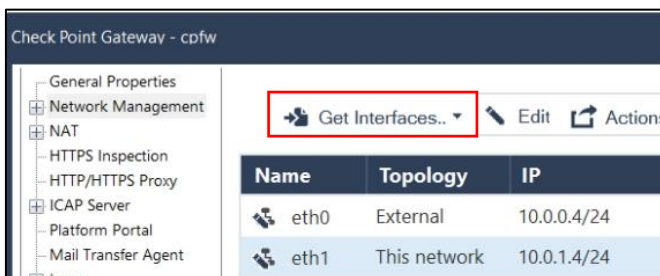 Check Point Gateway - cpfw
General Properties
Network Management
NAT
HTTPS Inspection
HTTP/HTTPS Proxy
ICAP Server
Platform Portal
Mail Transfer Agent
Get Interfaces.. Edit Actions
Name Topology IP
eth0 External 10.0.0.4/24
eth1 This network 10.0.1.4/24